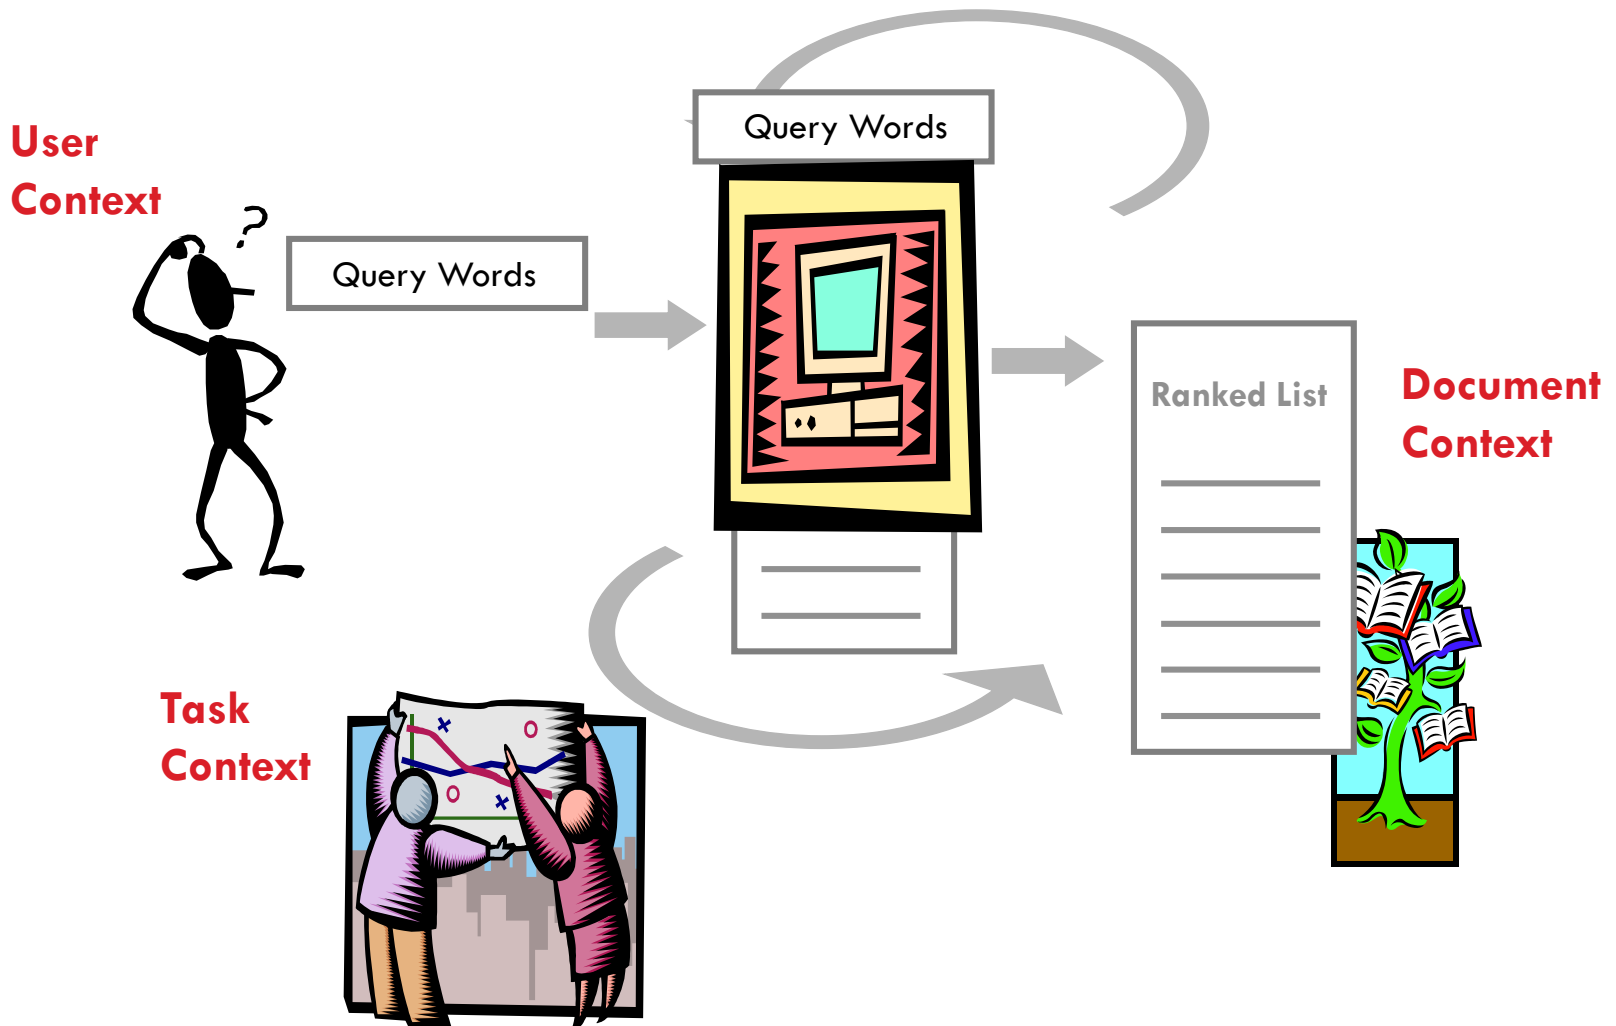 Query Words
User
Context
?
Query Words
Ranked List
Document
Context
Task
Context